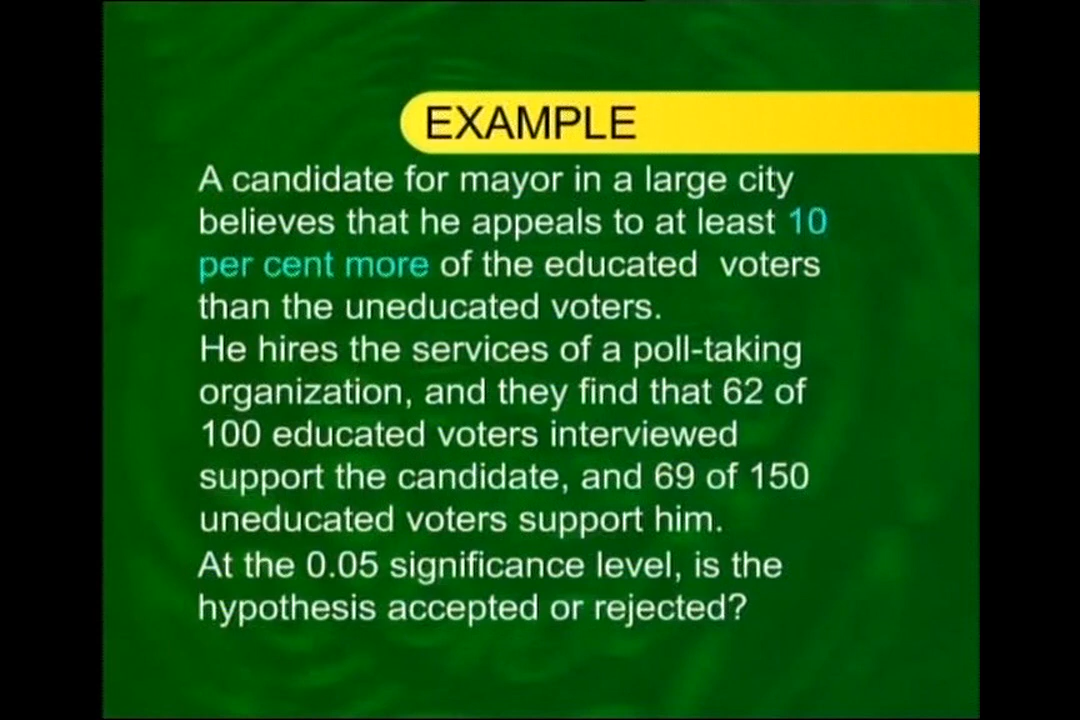 EXAMPLE
A candidate for mayor in a large city
believes that he appeals to at least 10
per cent more of the educated voters
than the uneducated voters.
He hires the services of a poll-taking
organization, and they find that 62 of
100 educated voters interviewed
support the candidate, and 69 of 150
uneducated voters support him.
At the 0.05 significance level, is the
hypothesis accepted or rejected?